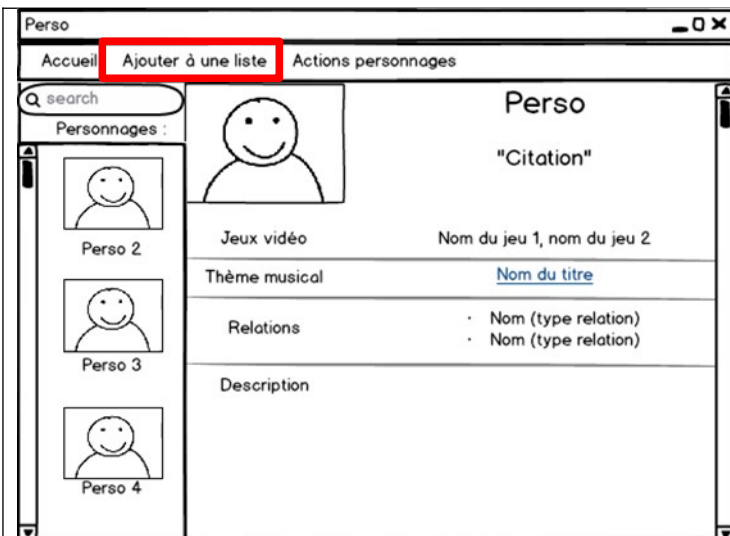 Perso
Accueil Ajouter à une liste Actions personnages
search
Personnages :
Perso 2
Perso 3
Perso 4
Perso
"Citation"
Jeux vidéo Nom du jeu 1, nom du jeu 2
Thème musical Nom du titre
Relations · Nom (type relation)
· Nom (type relation)
Description